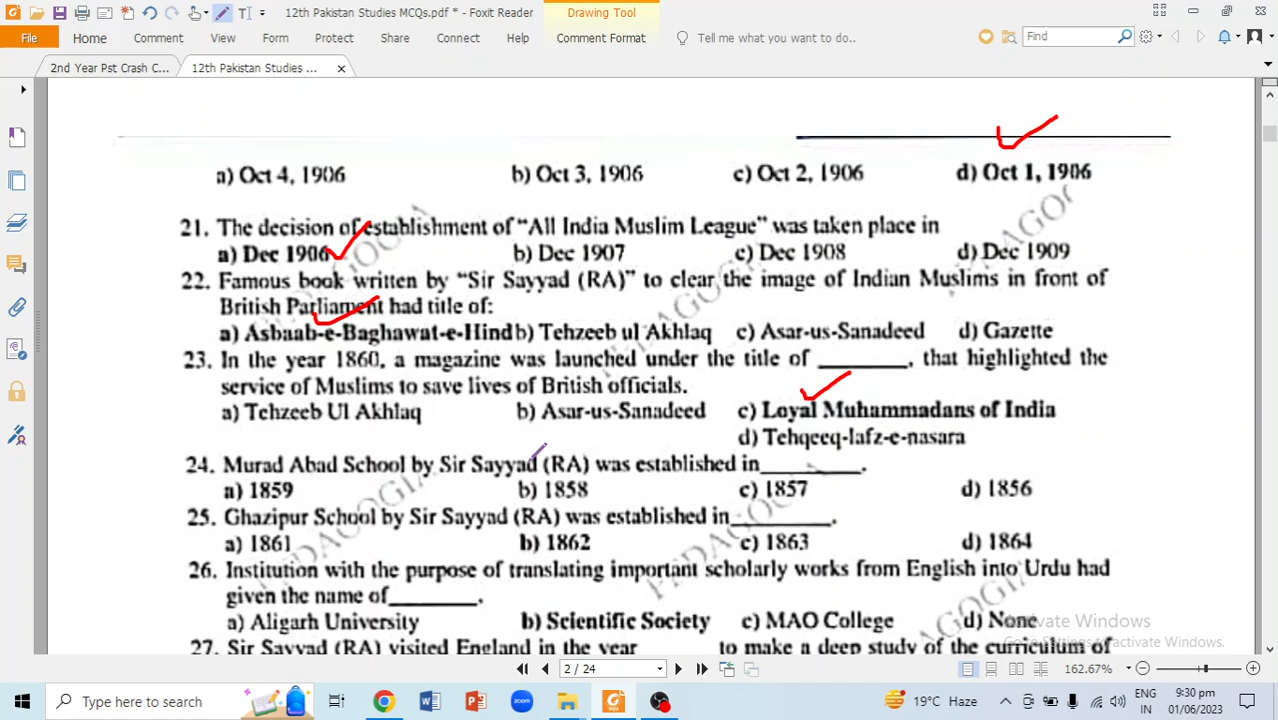 12th Pakistan Studies MCQs.pdf * - Foxit Reader
Drawing Tool
File Home Comment View Form Protect Share Connect Help Comment Format Tell me what you want to do.. Find
2nd Year Pst Crash C... 12th Pakistan Studies ...
a) Oct 4, 1906 b) Oct 3, 1906 c) Oct 2, 1906 d) Oct 1, 1906
21. The decision of establishment of "All India Muslim League" was taken place in
a) Dec 1906 b) Dec 1907 c) Dec 1908 d) Dec 1909
22. Famous book written by "Sir Sayyad (RA)" to clear the image of Indian Muslims in front of
British Parliament had title of:
a) Asbaab-e-Baghawat-e-Hind b) Tehzeeb ul Akhlaq c) Asar-us-Sanadeed d) Gazette
23. In the year 1860, a magazine was launched under the title of ________, that highlighted the
service of Muslims to save lives of British officials.
a) Tehzeeb Ul Akhlaq b) Asar-us-Sanadeed c) Loyal Muhammadans of India
d) Tehqeeq-lafz-e-nasara
24. Murad Abad School by Sir Sayyad (RA) was established in_________.
a) 1859 b) 1858 c) 1857 d) 1856
25. Ghazipur School by Sir Sayyad (RA) was established in_________.
a) 1861 b) 1862 c) 1863 d) 1864
26. Institution with the purpose of translating important scholarly works from English into Urdu had
given the name of________.
a) Aligarh University b) Scientific Society c) MAO College d) None
27. Sir Sayyad (RA) visited England in the year ________ to make a deep study of the curriculum of
PEDAGOGIA
Activate Windows
Go to Settings to activate Windows.
2 / 24 162.67%
Type here to search zoom 19°C Haze ENG 9:30 pm
IN 01/06/2023